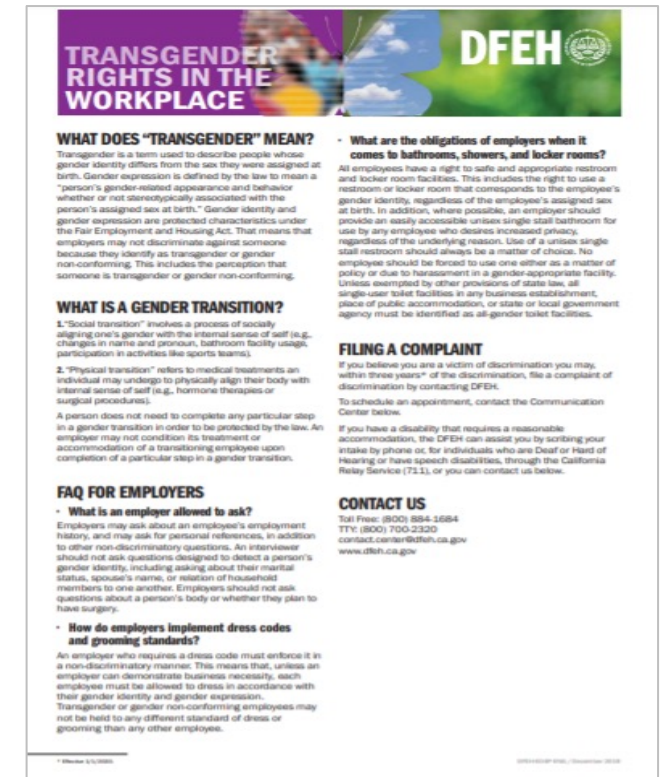 TRANSGENDER
RIGHTS IN THE
WORKPLACE
DFEH
WHAT DOES “TRANSGENDER” MEAN?
Transgender is a term used to describe people whose
gender identity differs from the sex they were assigned at
birth. Gender expression is defined by the law to mean a
“person’s gender-related appearance and behavior
whether or not stereotypically associated with the
person’s assigned sex at birth.” Gender identity and
gender expression are protected characteristics under
the Fair Employment and Housing Act. That means that
employers may not discriminate against someone
because they identify as transgender or gender
non-conforming. This includes the perception that
someone is transgender or gender non-conforming.
WHAT IS A GENDER TRANSITION?
1. “Social transition” involves a process of socially
aligning one’s gender with the internal sense of self (e.g.,
changes in name and pronoun, bathroom facility usage,
participation in activities like sports teams).
2. “Physical transition” refers to medical treatments an
individual may undergo to physically align their body with
internal sense of self (e.g., hormone therapies or
surgical procedures).
A person does not need to complete any particular step
in a gender transition in order to be protected by the law. An
employer may not condition its treatment or
accommodation of a transitioning employee upon
completion of a particular step in a gender transition.
FAQ FOR EMPLOYERS
• What is an employer allowed to ask?
Employers may ask about an employee’s employment
history, and may ask for personal references, in addition
to other non-discriminatory questions. An interviewer
should not ask questions designed to detect a person’s
gender identity, including asking about their marital
status, spouse’s name, or relation of household
members to one another. Employers should not ask
questions about a person’s body or whether they plan to
have surgery.
• How do employers implement dress codes
and grooming standards?
An employer who requires a dress code must enforce it in
a non-discriminatory manner. This means that, unless an
employer can demonstrate business necessity, each
employee must be allowed to dress in accordance with
their gender identity and gender expression.
Transgender or gender non-conforming employees may
not be held to any different standard of dress or
grooming than any other employee.
• What are the obligations of employers when it
comes to bathrooms, showers, and locker rooms?
All employees have a right to safe and appropriate restroom
and locker room facilities. This includes the right to use a
restroom or locker room that corresponds to the employee’s
gender identity, regardless of the employee’s assigned sex
at birth. In addition, where possible, an employer should
provide an easily accessible unisex single stall bathroom for
use by any employee who desires increased privacy,
regardless of the underlying reason. Use of a unisex single
stall restroom should always be a matter of choice. No
employee should be forced to use one either as a matter of
policy or due to harassment in a gender-appropriate facility.
Unless exempted by other provisions of state law, all
single-user toilet facilities in any business establishment,
place of public accommodation, or state or local government
agency must be identified as all-gender toilet facilities.
FILING A COMPLAINT
If you believe you are a victim of discrimination you may,
within three years* of the discrimination, file a complaint of
discrimination by contacting DFEH.
To schedule an appointment, contact the Communication
Center below.
If you have a disability that requires a reasonable
accommodation, the DFEH can assist you by scribing your
intake by phone or, for individuals who are Deaf or Hard of
Hearing or have speech disabilities, through the California
Relay Service (711), or you can contact us below.
CONTACT US
Toll Free: (800) 884-1684
TTY: (800) 700-2320
contact.center@dfeh.ca.gov
www.dfeh.ca.gov
* Effective 1/1/2020.